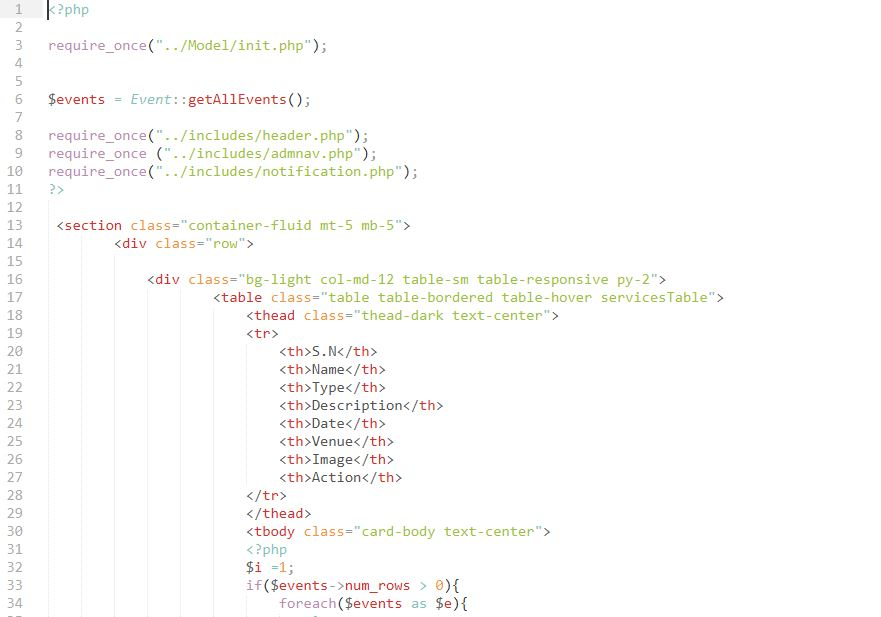 1 <?php
2
3 require_once("../Model/init.php");
4
5
6 $events = Event::getAllEvents();
7
8 require_once("../includes/header.php");
9 require_once ("../includes/admnav.php");
10 require_once("../includes/notification.php");
11 ?>
12
13 <section class="container-fluid mt-5 mb-5">
14 <div class="row">
15
16 <div class="bg-light col-md-12 table-sm table-responsive py-2">
17 <table class="table table-bordered table-hover servicesTable">
18 <thead class="thead-dark text-center">
19 <tr>
20 <th>S.N</th>
21 <th>Name</th>
22 <th>Type</th>
23 <th>Description</th>
24 <th>Date</th>
25 <th>Venue</th>
26 <th>Image</th>
27 <th>Action</th>
28 </tr>
29 </thead>
30 <tbody class="card-body text-center">
31 <?php
32 $i =1;
33 if($events->num_rows > 0){
34 foreach($events as $e){